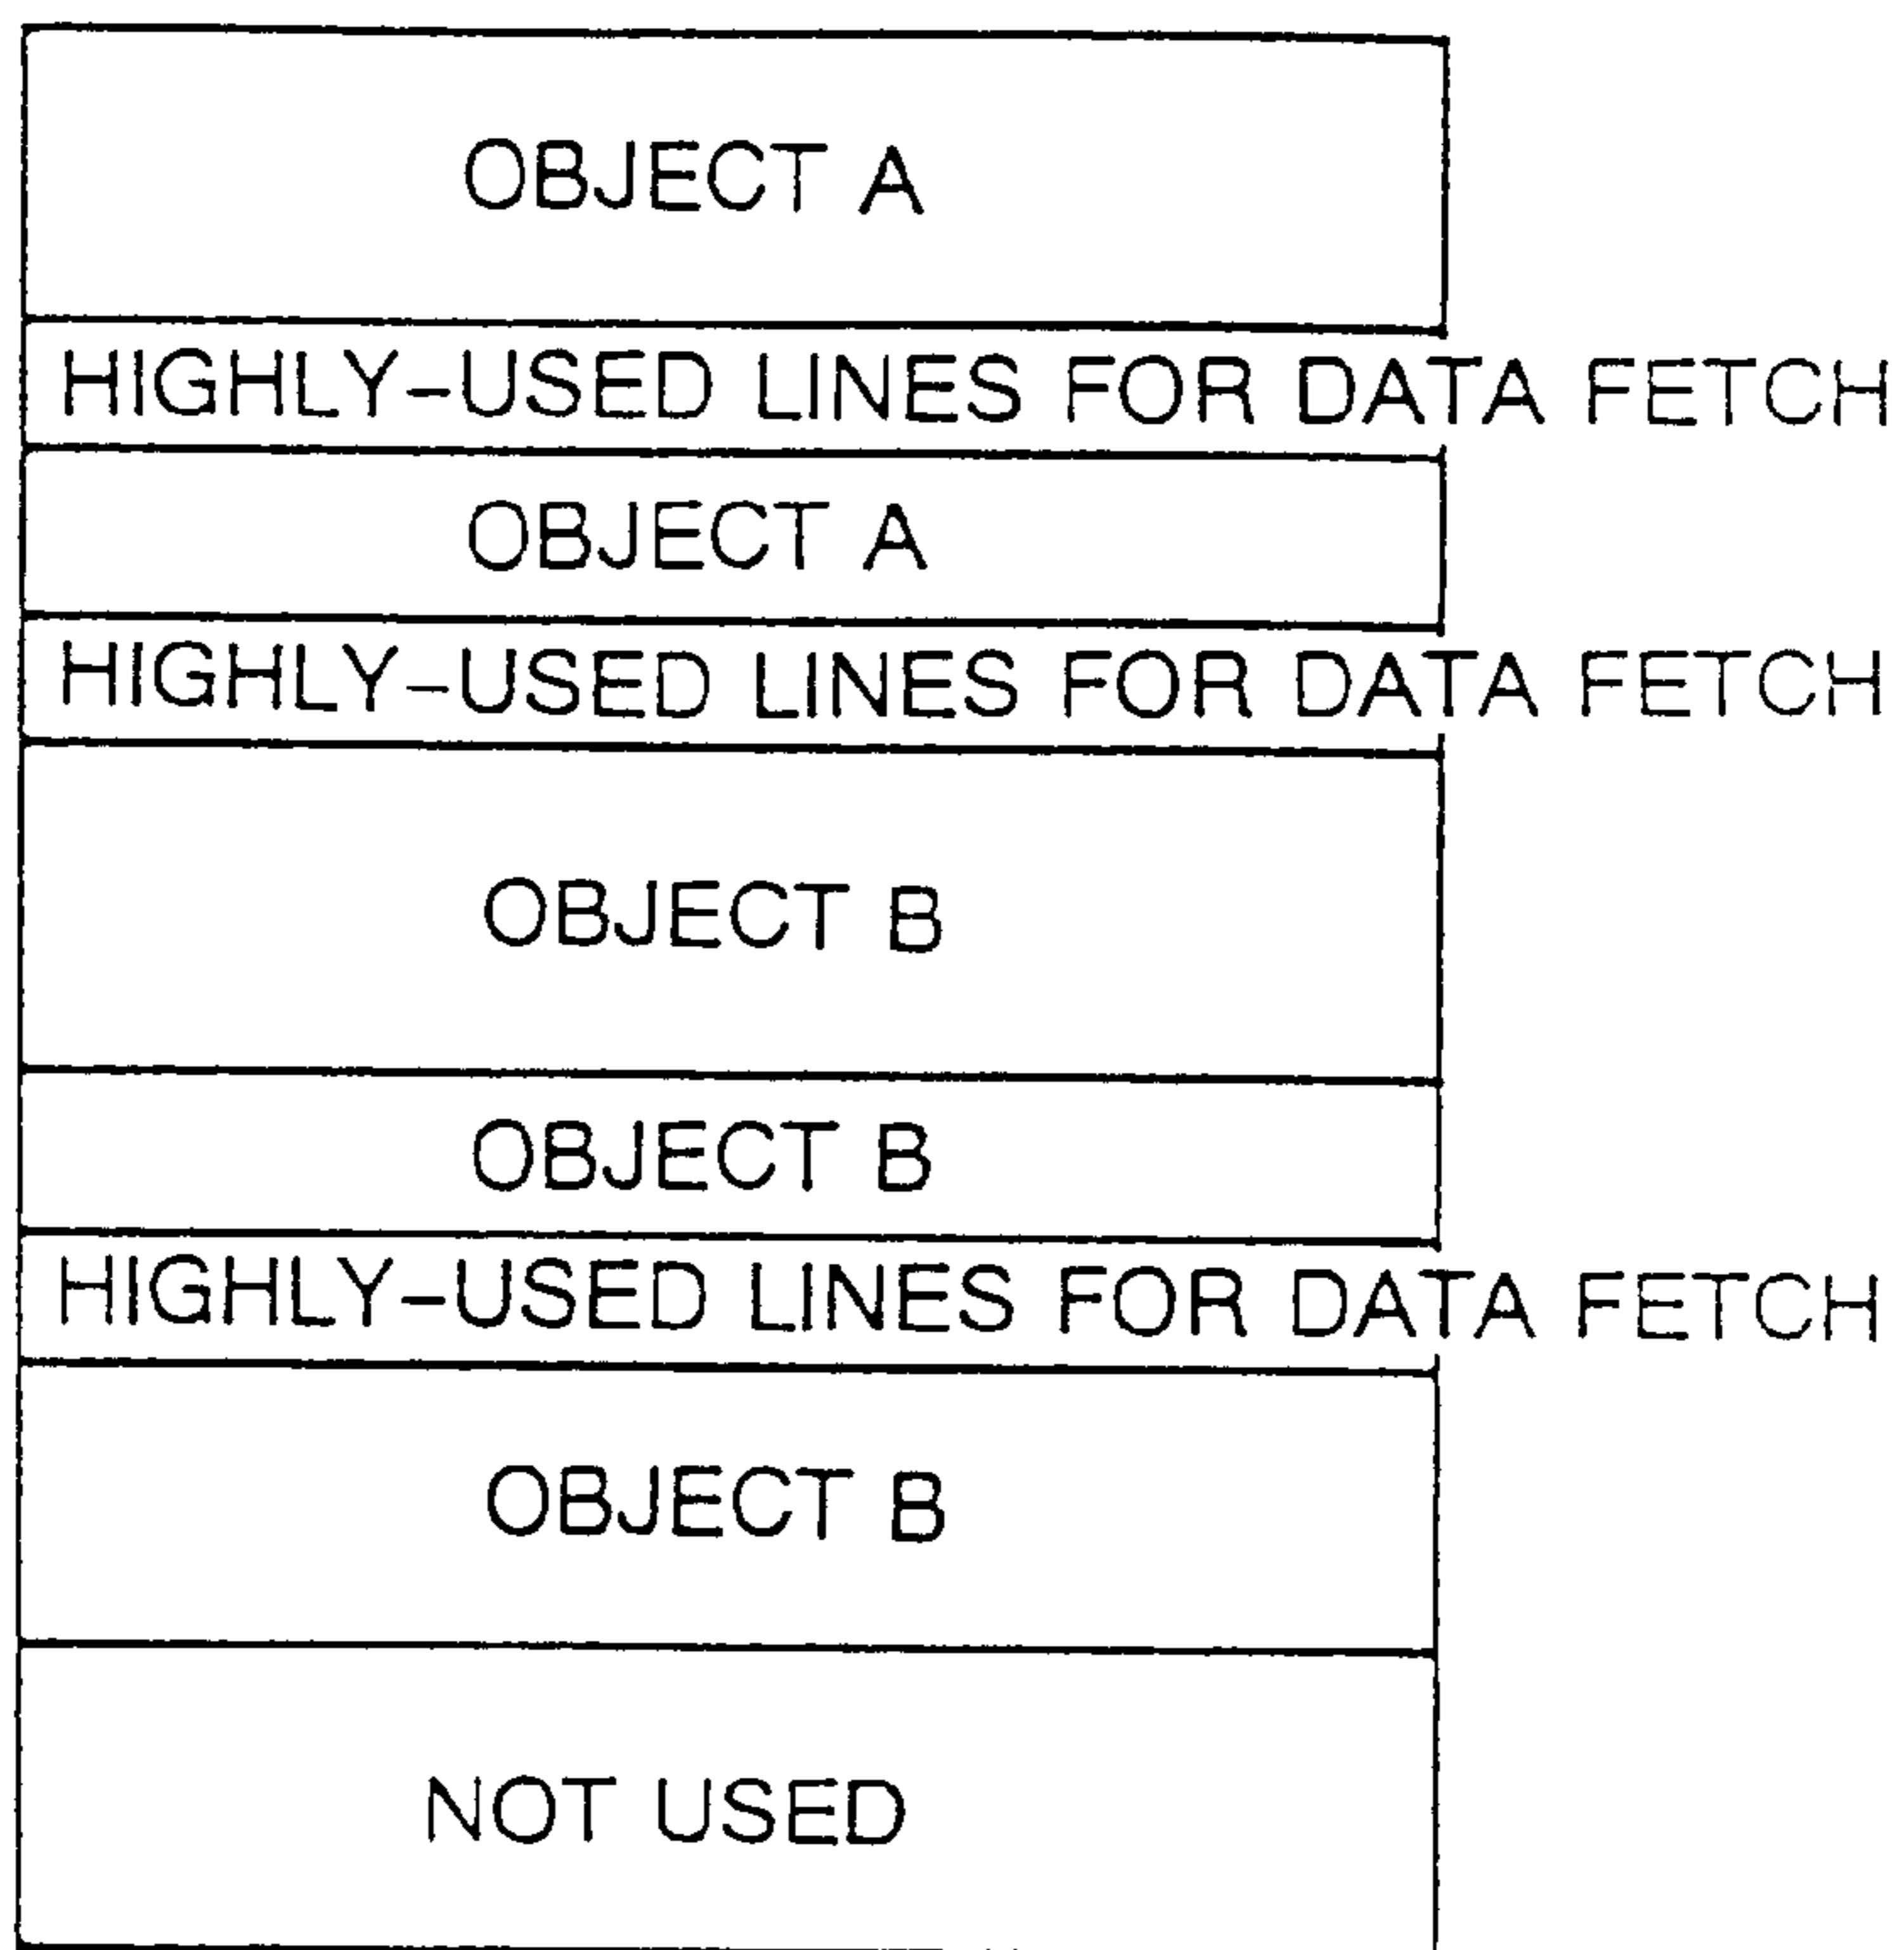 OBJECT A
HIGHLY-USED LINES FOR DATA FETCH
OBJECT A
HIGHLY-USED LINES FOR DATA FETCH
OBJECT B
OBJECT B
HIGHLY-USED LINES FOR DATA FETCH
OBJECT B
NOT USED